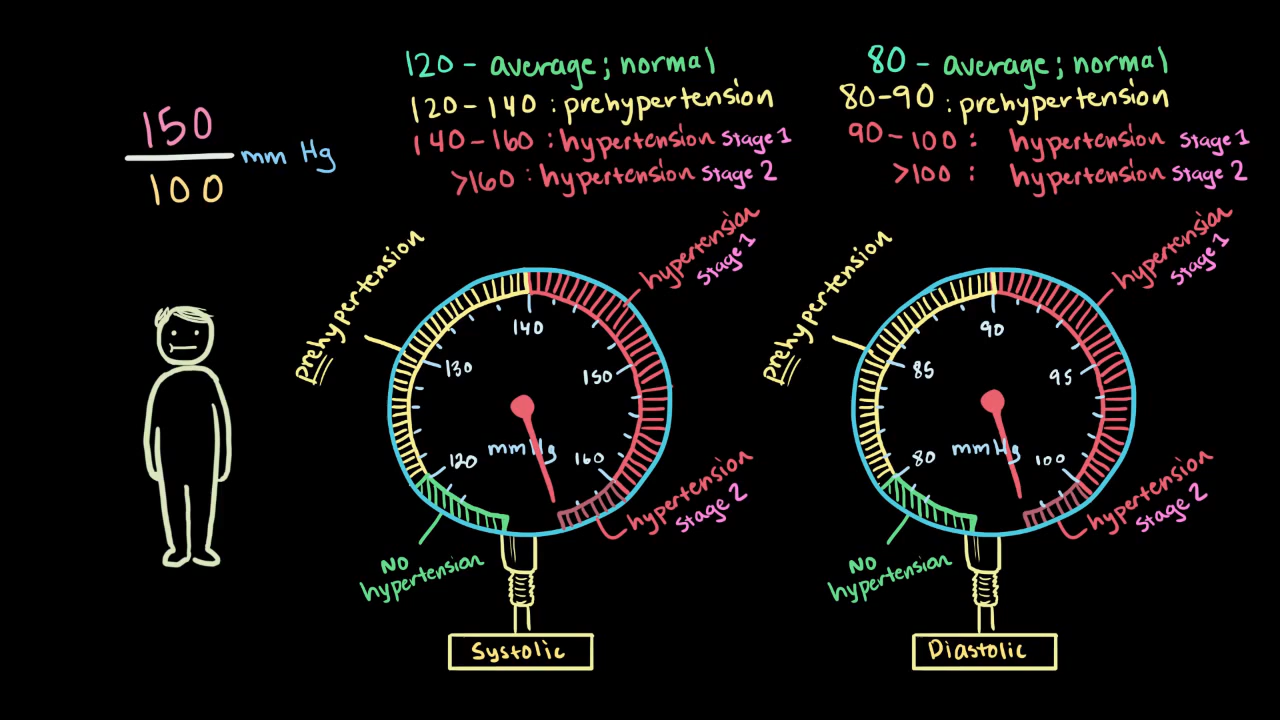 150
100
mm Hg
120 - average; normal
120-140 : prehypertension
140-160 : hypertension stage 1
>160 : hypertension stage 2
80 - average; normal
80-90 : prehypertension
90-100 : hypertension stage 1
>100 : hypertension stage 2
prehypertension
hypertension
stage 1
140
130
150
120
mmHg
160
hypertension
stage 2
NO
hypertension
Systolic
prehypertension
hypertension
stage 1
90
85
95
80
mmHg
100
hypertension
stage 2
NO
hypertension
Diastolic